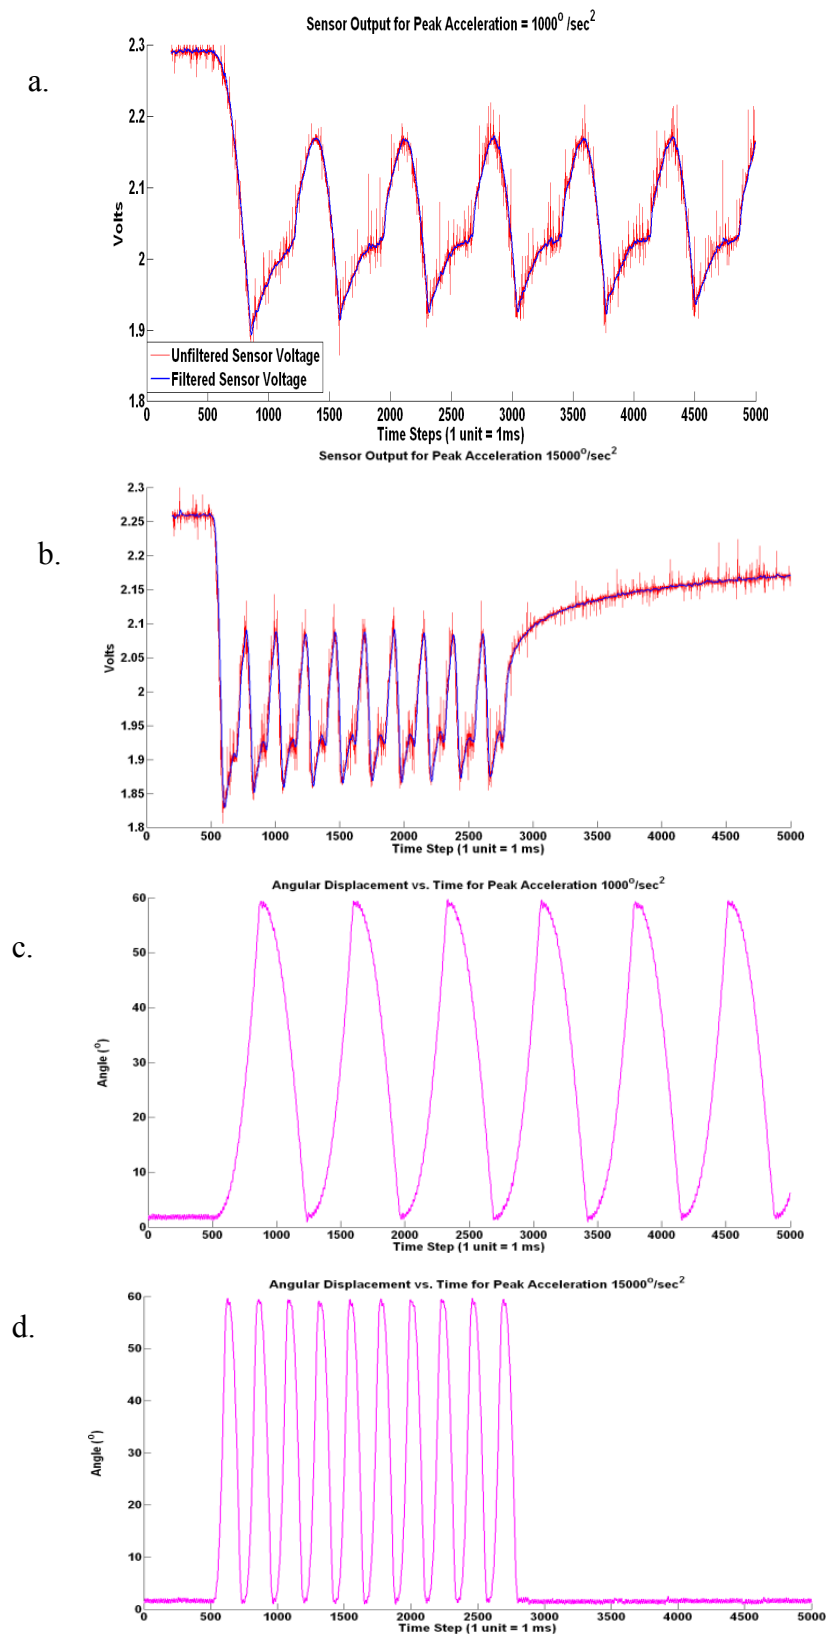 Sensor Output for Peak Acceleration = 1000° /sec²
a.
2.3
2.2
2.1
2
1.9
1.8
Volts
Unfiltered Sensor Voltage
Filtered Sensor Voltage
0 500 1000 1500 2000 2500 3000 3500 4000 4500 5000
Time Steps (1 unit = 1ms)
Sensor Output for Peak Acceleration 15000°/sec²
b.
2.3
2.25
2.2
2.15
2.1
2.05
2
1.95
1.9
1.85
1.8
Volts
0 500 1000 1500 2000 2500 3000 3500 4000 4500 5000
Time Step (1 unit = 1 ms)
Angular Displacement vs. Time for Peak Acceleration 1000°/sec²
c.
60
50
40
30
20
10
0
Angle (°)
0 500 1000 1500 2000 2500 3000 3500 4000 4500 5000
Time Step (1 unit = 1 ms)
Angular Displacement vs. Time for Peak Acceleration 15000°/sec²
d.
60
50
40
30
20
10
0
Angle (°)
0 500 1000 1500 2000 2500 3000 3500 4000 4500 5000
Time Step (1 unit = 1 ms)